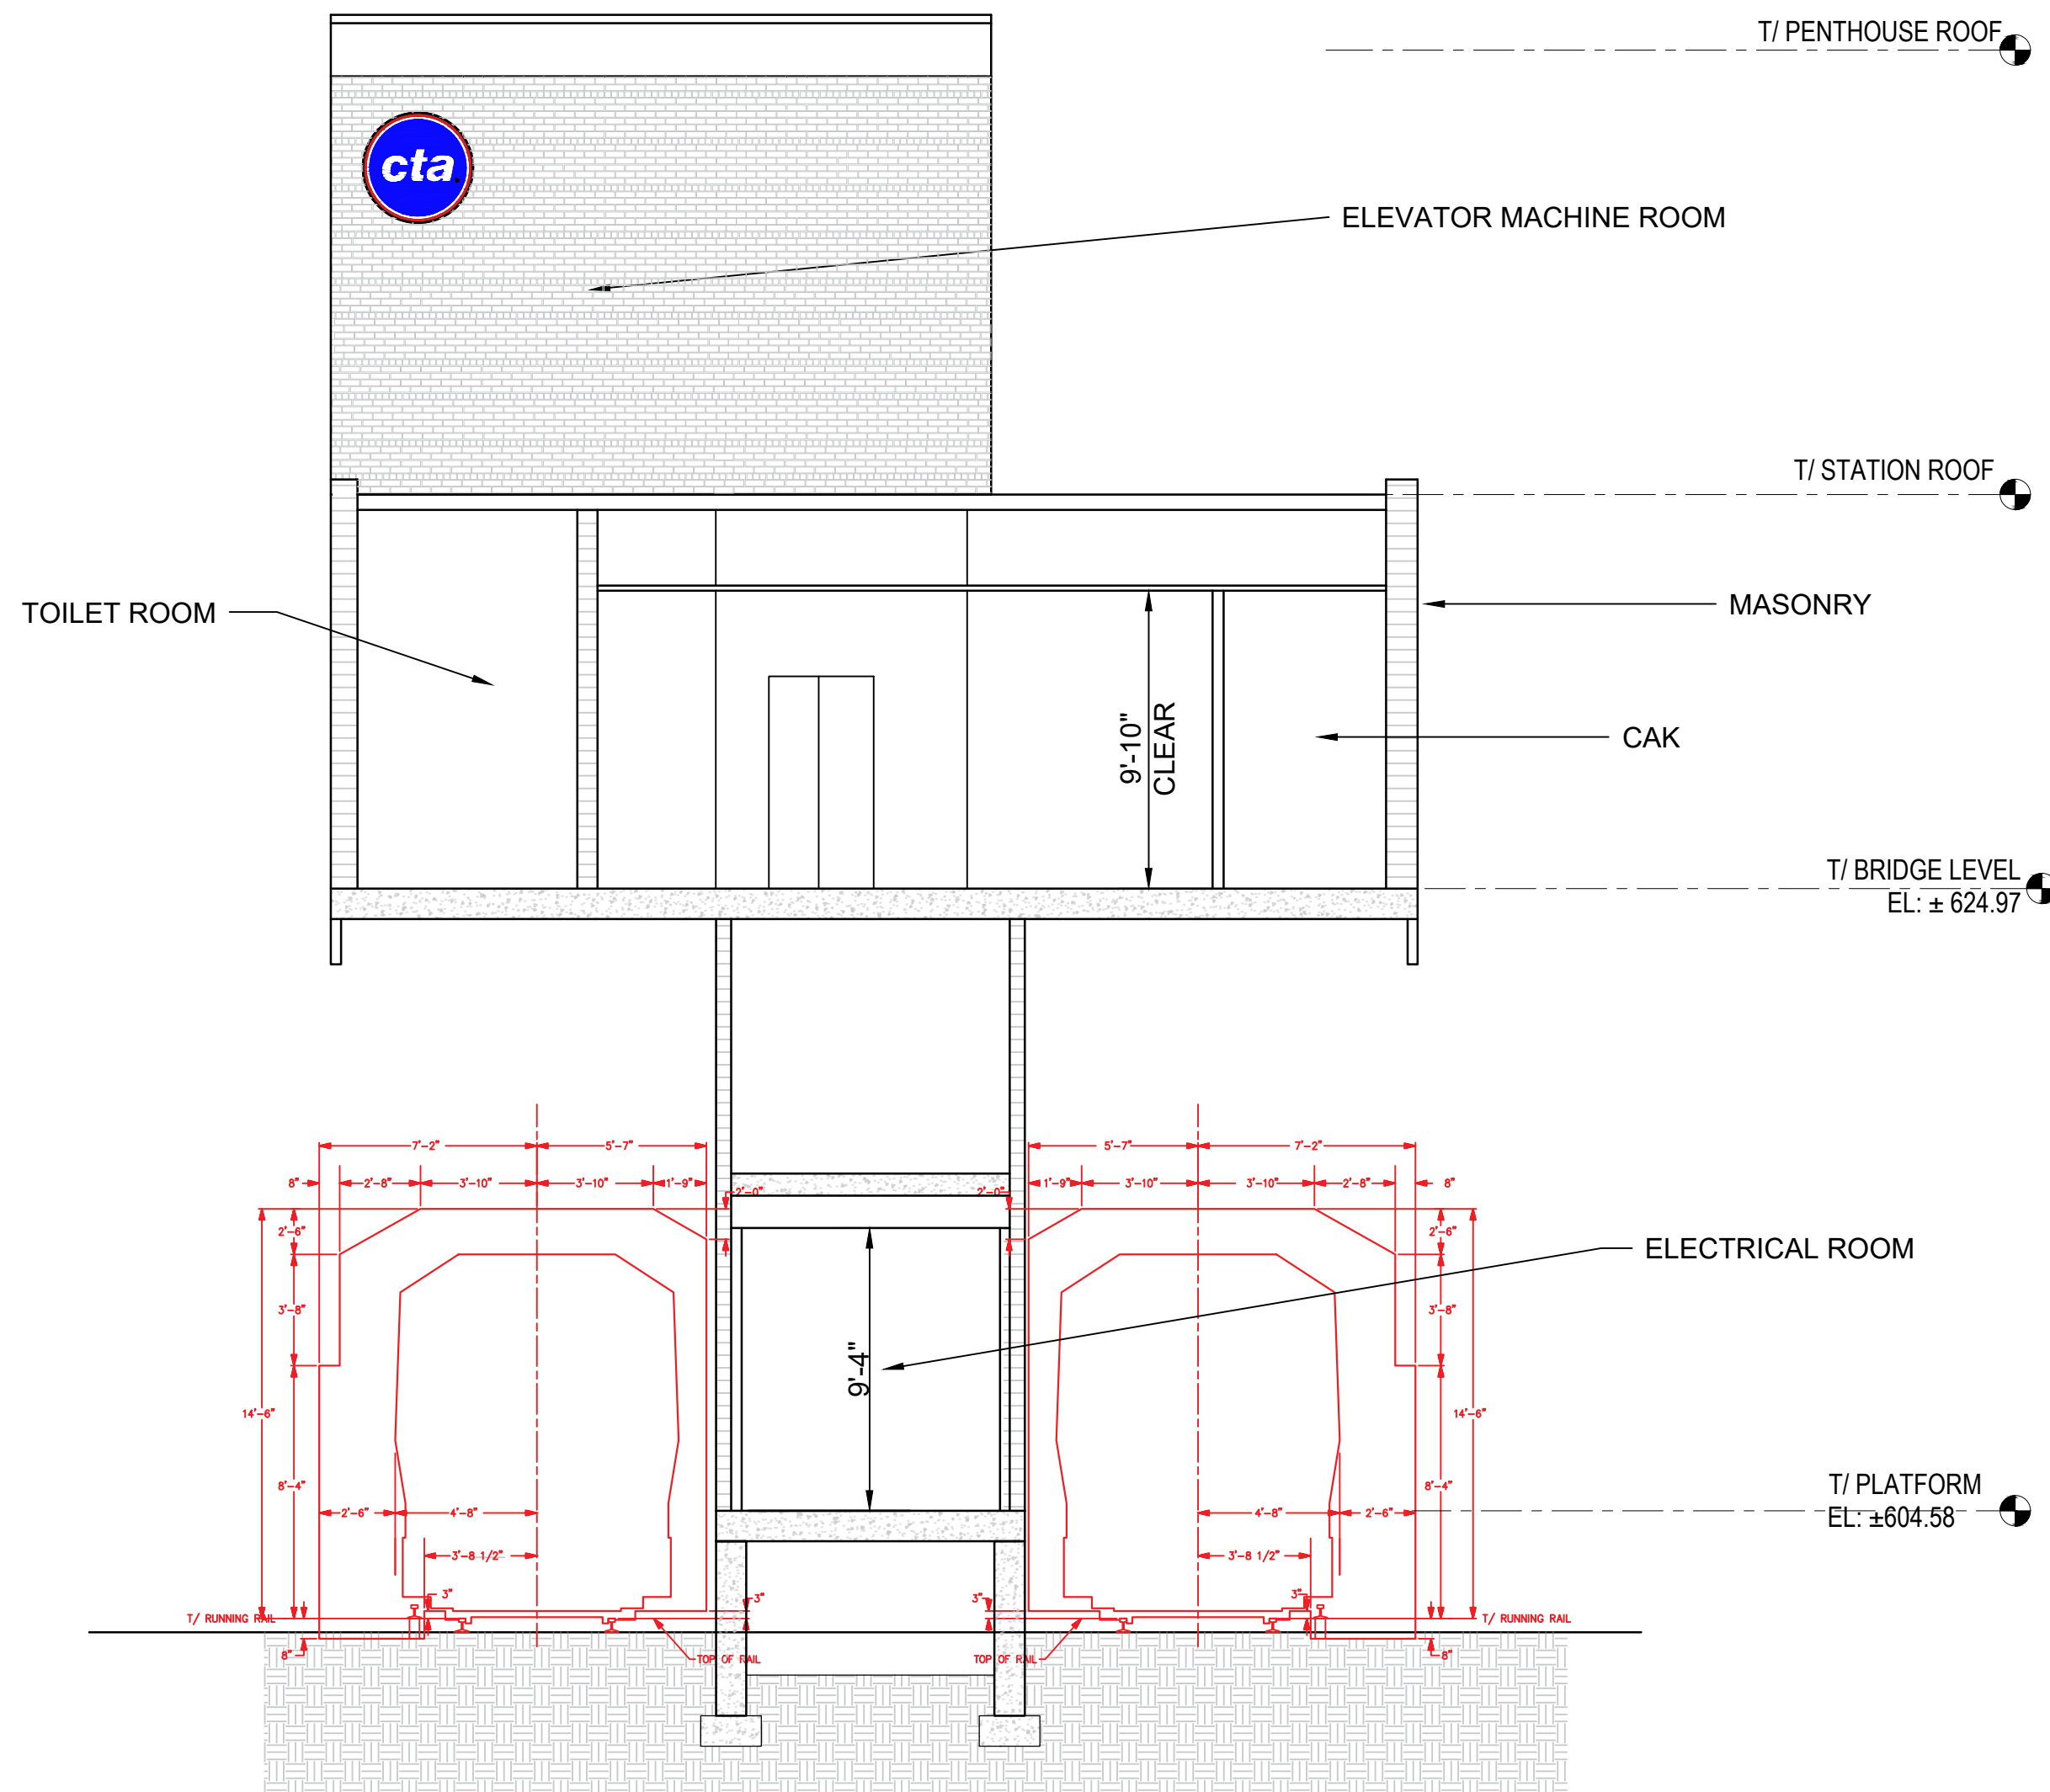 T/ PENTHOUSE ROOF
cta
ELEVATOR MACHINE ROOM
T/ STATION ROOF
TOILET ROOM
MASONRY
9'-10"
CLEAR
CAK
T/ BRIDGE LEVEL
EL: ± 624.97
7'-2"
5'-7"
5'-7"
7'-2"
8"
2'-8"
3'-10"
3'-10"
1'-9"
2'-0"
2'-0"
1'-9"
3'-10"
3'-10"
2'-8"
8"
2'-6"
2'-6"
ELECTRICAL ROOM
3'-8"
3'-8"
9'-4"
14'-6"
14'-6"
8'-4"
8'-4"
T/ PLATFORM
EL: ±604.58
2'-6"
4'-8"
4'-8"
2'-6"
3'-8 1/2"
3'-8 1/2"
3"
3"
3"
3"
T/ RUNNING RAIL
T/ RUNNING RAIL
8"
TOP OF RAIL
TOP OF RAIL
8"